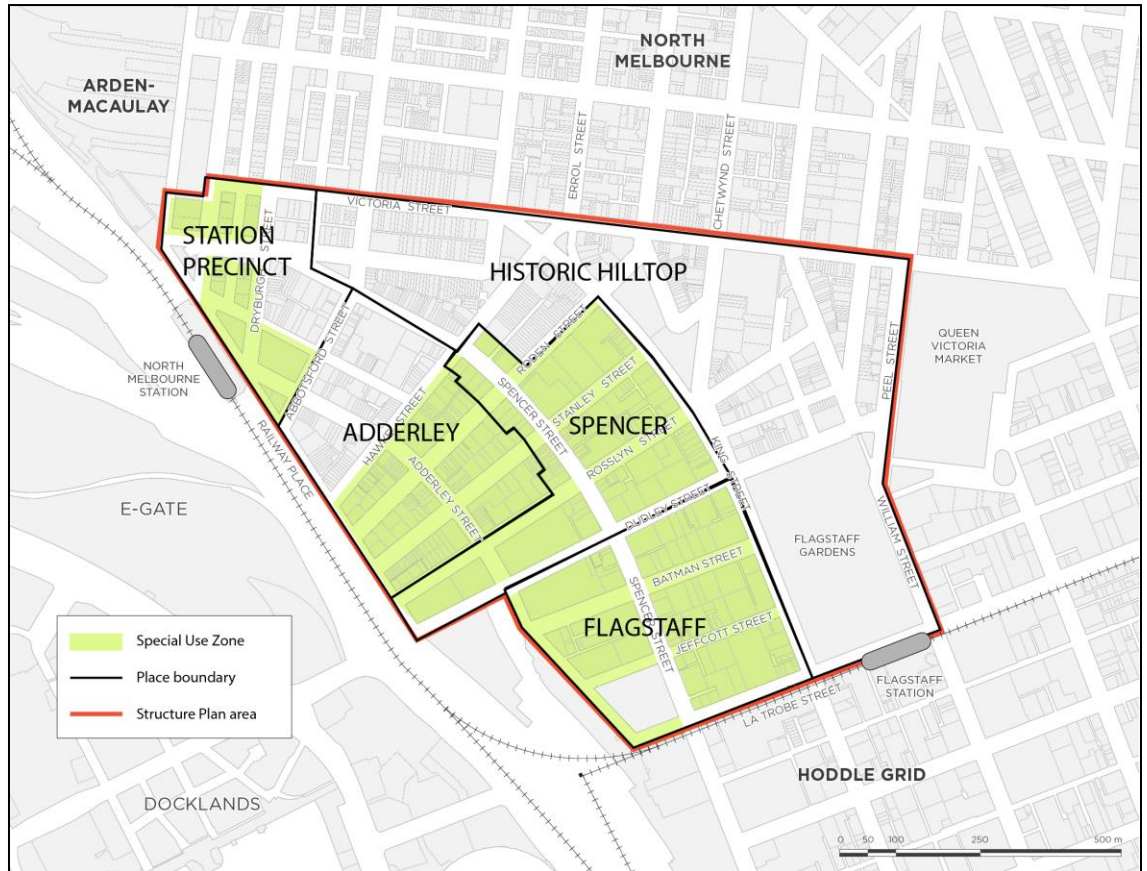 NORTH
MELBOURNE
ARDEN-
MACAULAY
ERROL STREET
CHETWYND STREET
VICTORIA STREET
STATION
PRECINCT
DRYBURGH STREET
HISTORIC HILLTOP
PEEL STREET
QUEEN
VICTORIA
MARKET
NORTH
MELBOURNE
STATION
ABBOTSFORD STREET
RODEN STREET
SPENCER STREET
STANLEY STREET
SPENCER
ADDERLEY
ROSSLYN STREET
KING STREET
RAILWAY PLACE
ADDERLEY STREET
E-GATE
DUDLEY STREET
FLAGSTAFF
GARDENS
WILLIAM STREET
BATMAN STREET
SPENCER STREET
FLAGSTAFF
JEFFCOTT STREET
Special Use Zone
Place boundary
Structure Plan area
FLAGSTAFF
STATION
LA TROBE STREET
HODDLE GRID
DOCKLANDS
0 50 100 250 500 m